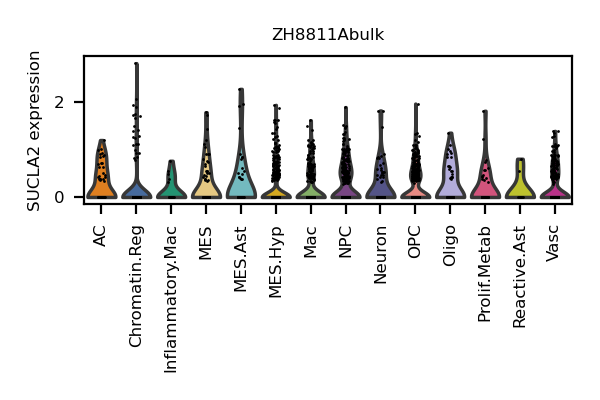 ZH8811Abulk
SUCLA2 expression
2
0
AC
Chromatin.Reg
Inflammatory.Mac
MES
MES.Ast
MES.Hyp
Mac
NPC
Neuron
OPC
Oligo
Prolif.Metab
Reactive.Ast
Vasc